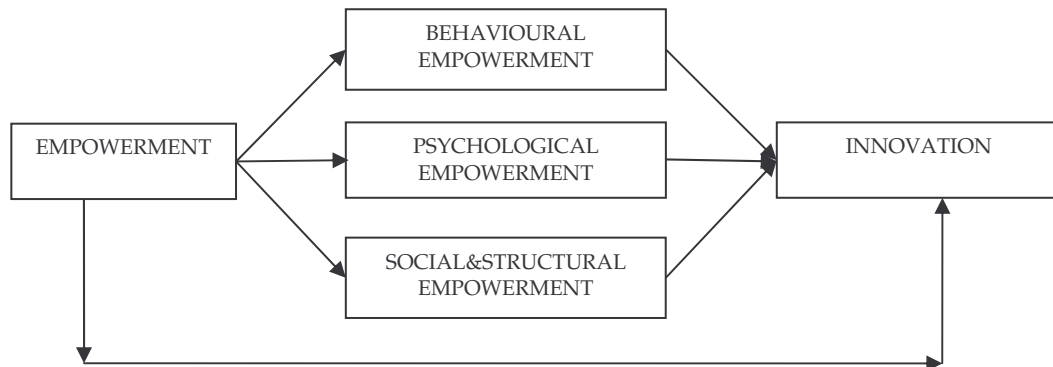 BEHAVIOURAL
EMPOWERMENT
EMPOWERMENT
PSYCHOLOGICAL
EMPOWERMENT
INNOVATION
SOCIAL&STRUCTURAL
EMPOWERMENT